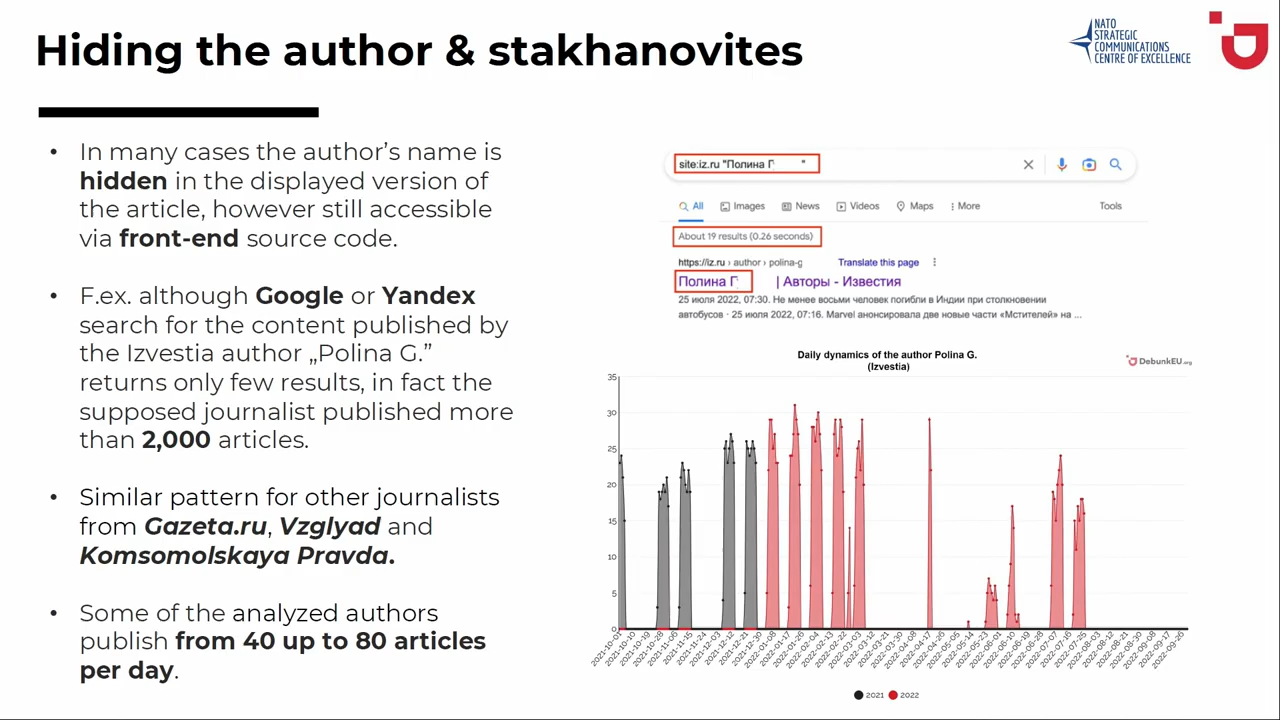 Hiding the author & stakhanovites
NATO
STRATEGIC
COMMUNICATIONS
CENTRE OF EXCELLENCE
• In many cases the author’s name is
hidden in the displayed version of
the article, however still accessible
via front-end source code.
• F.ex. although Google or Yandex
search for the content published by
the Izvestia author „Polina G.”
returns only few results, in fact the
supposed journalist published more
than 2,000 articles.
• Similar pattern for other journalists
from Gazeta.ru, Vzglyad and
Komsomolskaya Pravda.
• Some of the analyzed authors
publish from 40 up to 80 articles
per day.
site:iz.ru "Полина Г "
All Images News Videos Maps More Tools
About 19 results (0.26 seconds)
https://iz.ru › author › polina-g Translate this page
Полина Г | Авторы - Известия
25 июля 2022, 07:30. Не менее восьми человек погибли в Индии при столкновении
автобусов · 25 июля 2022, 07:16. Marvel анонсировала две новые части «Мстителей» на ...
Daily dynamics of the author Polina G.
(Izvestia)
DebunkEU.org
35
30
25
20
15
10
5
0
2021 2022